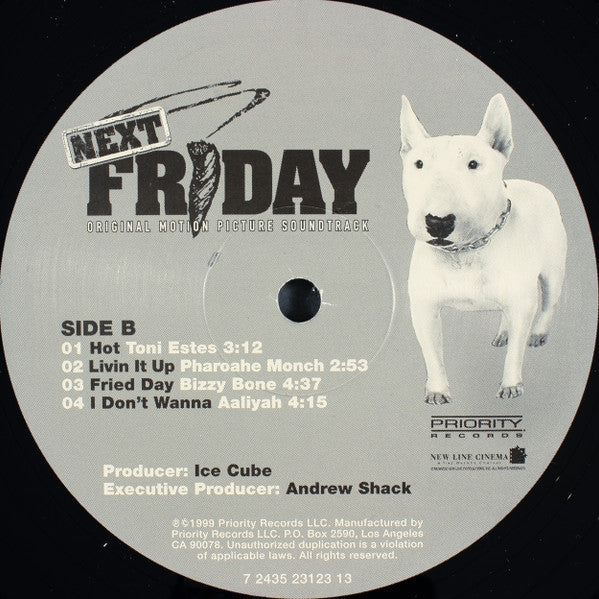 NEXT
FRIDAY
ORIGINAL MOTION PICTURE SOUNDTRACK
SIDE B
01 Hot Toni Estes 3:12
02 Livin It Up Pharoahe Monch 2:53
03 Fried Day Bizzy Bone 4:37
04 I Don't Wanna Aaliyah 4:15
PRIORITY
RECORDS
NEW LINE CINEMA
A Time Warner Company
Producer: Ice Cube
Executive Producer: Andrew Shack
℗©1999 Priority Records LLC. Manufactured by
Priority Records LLC. P.O. Box 2590, Los Angeles
CA 90078. Unauthorized duplication is a violation
of applicable laws. All rights reserved.
7 2435 23123 13